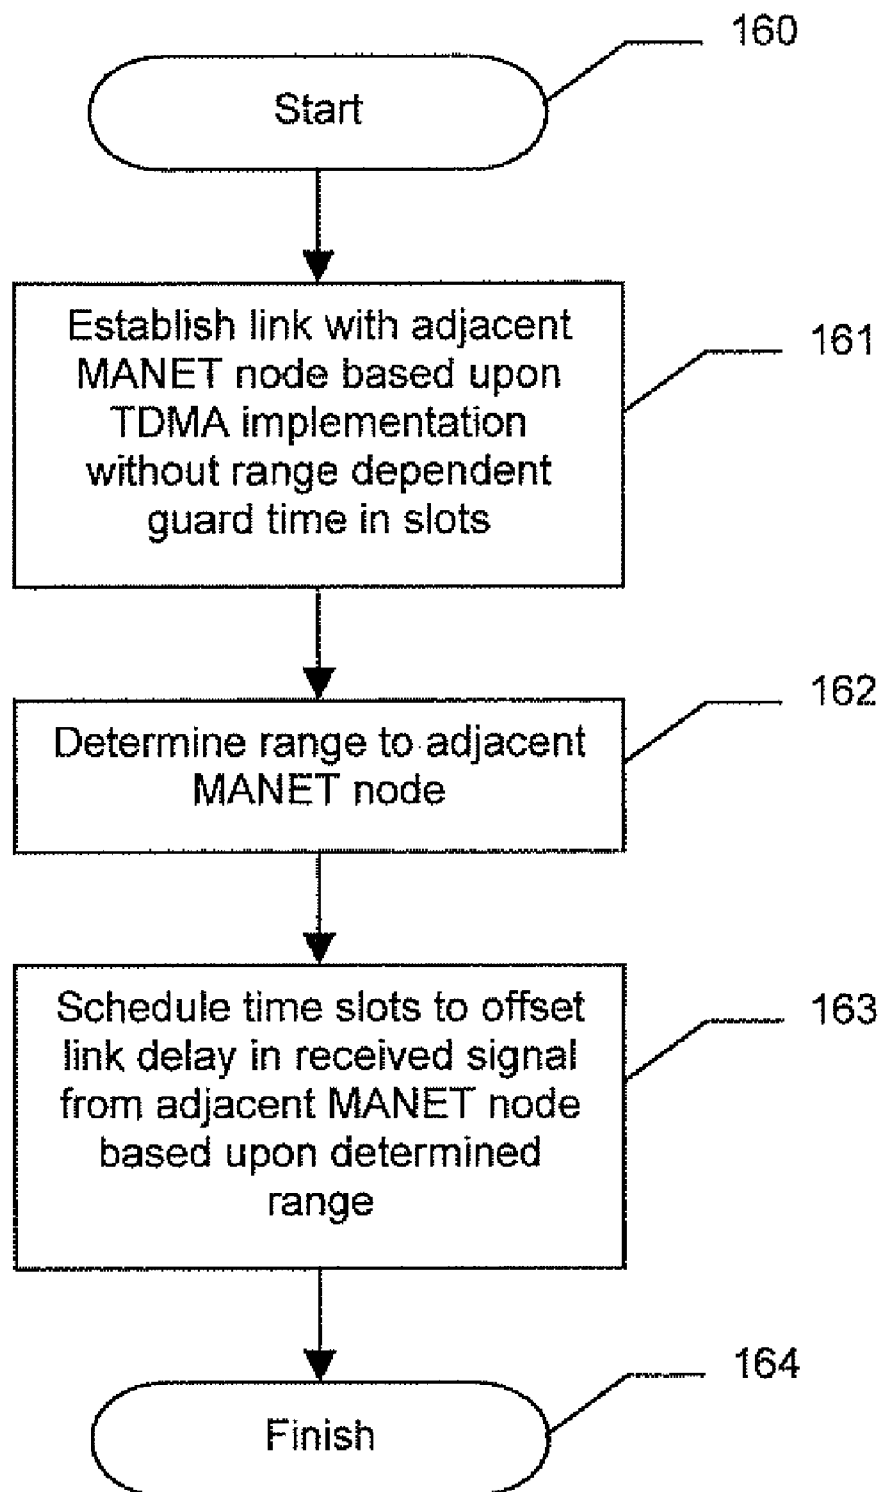 160
Start
Establish link with adjacent
MANET node based upon
TDMA implementation
without range dependent
guard time in slots
161
Determine range to adjacent
MANET node
162
Schedule time slots to offset
link delay in received signal
from adjacent MANET node
based upon determined
range
163
Finish
164